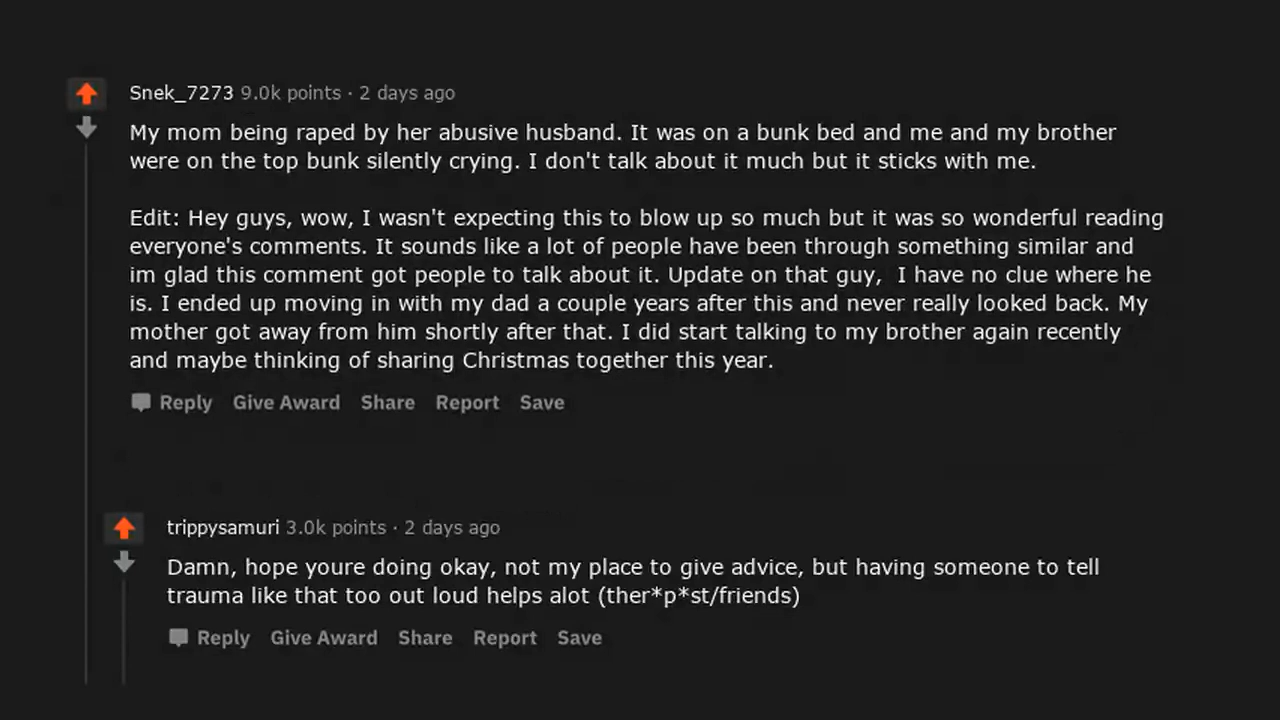 Snek_7273 9.0k points · 2 days ago
My mom being raped by her abusive husband. It was on a bunk bed and me and my brother
were on the top bunk silently crying. I don't talk about it much but it sticks with me.
Edit: Hey guys, wow, I wasn't expecting this to blow up so much but it was so wonderful reading
everyone's comments. It sounds like a lot of people have been through something similar and
im glad this comment got people to talk about it. Update on that guy,  I have no clue where he
is. I ended up moving in with my dad a couple years after this and never really looked back. My
mother got away from him shortly after that. I did start talking to my brother again recently
and maybe thinking of sharing Christmas together this year.
Reply Give Award Share Report Save
trippysamuri 3.0k points · 2 days ago
Damn, hope youre doing okay, not my place to give advice, but having someone to tell
trauma like that too out loud helps alot (ther*p*st/friends)
Reply Give Award Share Report Save